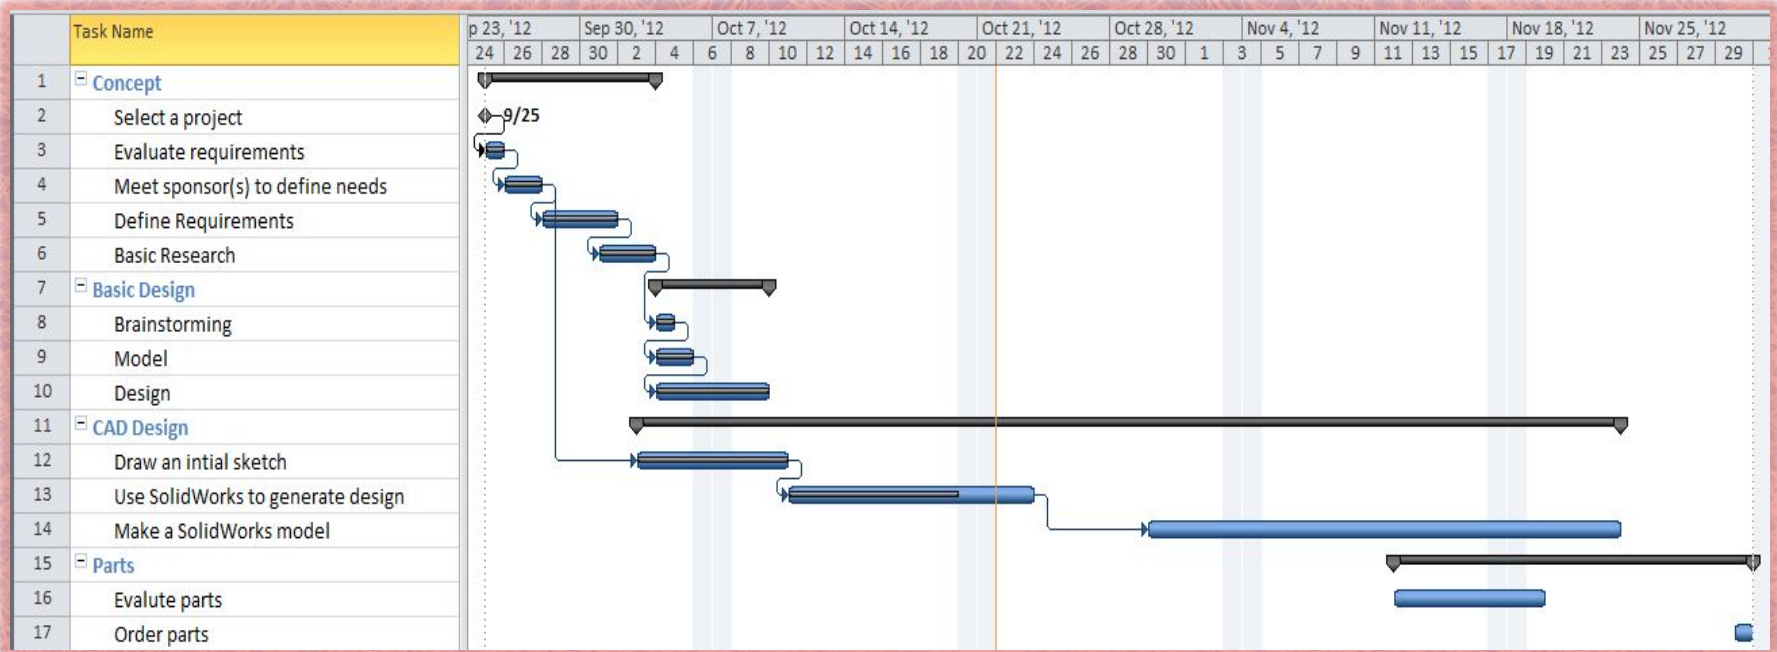 Task Name
p 23, '12 Sep 30, '12 Oct 7, '12 Oct 14, '12 Oct 21, '12 Oct 28, '12 Nov 4, '12 Nov 11, '12 Nov 18, '12 Nov 25, '12
24 26 28 30 2 4 6 8 10 12 14 16 18 20 22 24 26 28 30 1 3 5 7 9 11 13 15 17 19 21 23 25 27 29
1 Concept
2 Select a project 9/25
3 Evaluate requirements
4 Meet sponsor(s) to define needs
5 Define Requirements
6 Basic Research
7 Basic Design
8 Brainstorming
9 Model
10 Design
11 CAD Design
12 Draw an intial sketch
13 Use SolidWorks to generate design
14 Make a SolidWorks model
15 Parts
16 Evalute parts
17 Order parts